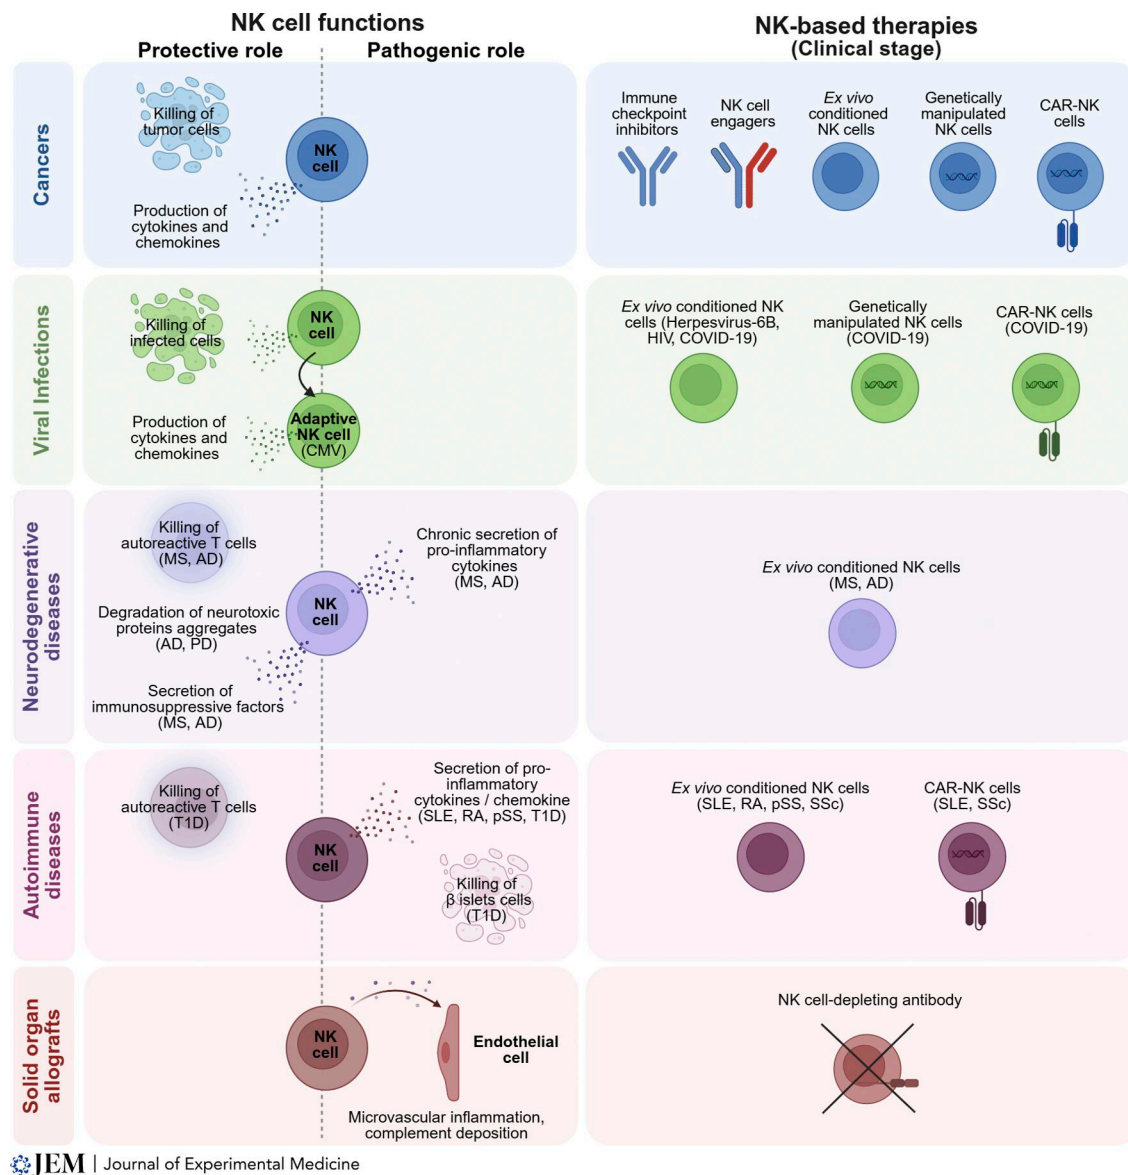 NK cell functions
Protective role
Pathogenic role
NK-based therapies
(Clinical stage)
Cancers
Killing of
tumor cells
NK
cell
Production of
cytokines and
chemokines
Immune
checkpoint
inhibitors
NK cell
engagers
Ex vivo
conditioned
NK cells
Genetically
manipulated
NK cells
CAR-NK
cells
Viral Infections
Killing of
infected cells
NK
cell
Production of
cytokines and
chemokines
Adaptive
NK cell
(CMV)
Ex vivo conditioned NK
cells (Herpesvirus-6B,
HIV, COVID-19)
Genetically
manipulated NK cells
(COVID-19)
CAR-NK cells
(COVID-19)
Neurodegenerative
diseases
Killing of
autoreactive T cells
(MS, AD)
Degradation of neurotoxic
proteins aggregates
(AD, PD)
Secretion of
immunosuppressive factors
(MS, AD)
NK
cell
Chronic secretion of
pro-inflammatory
cytokines
(MS, AD)
Ex vivo conditioned NK cells
(MS, AD)
Autoimmune
diseases
Killing of
autoreactive T cells
(T1D)
NK
cell
Secretion of pro-
inflammatory
cytokines / chemokine
(SLE, RA, pSS, T1D)
Killing of
β islets cells
(T1D)
Ex vivo conditioned NK cells
(SLE, RA, pSS, SSc)
CAR-NK cells
(SLE, SSc)
Solid organ
allografts
NK
cell
Endothelial
cell
Microvascular inflammation,
complement deposition
NK cell-depleting antibody
JEM | Journal of Experimental Medicine